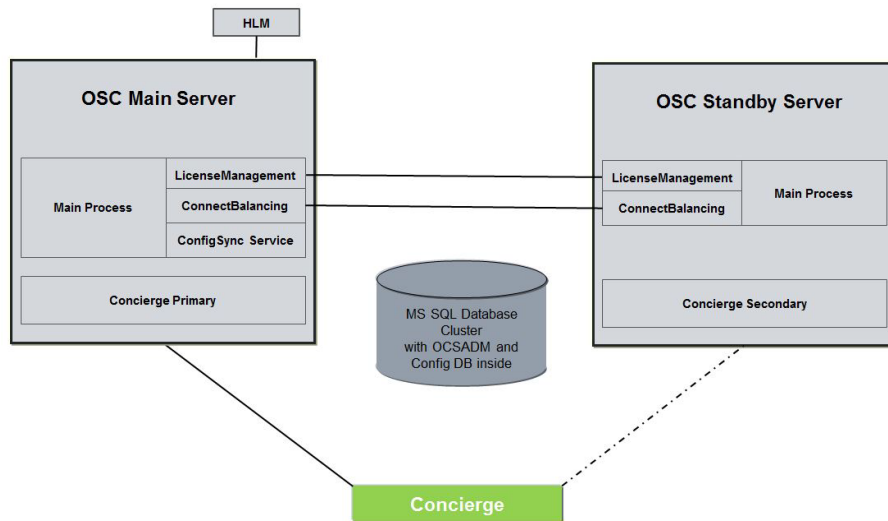 HLM
OSC Main Server
Main Process
LicenseManagement
ConnectBalancing
ConfigSync Service
Concierge Primary
OSC Standby Server
LicenseManagement
ConnectBalancing
Main Process
Concierge Secondary
MS SQL Database
Cluster
with OCSADM and
Config DB inside
Concierge